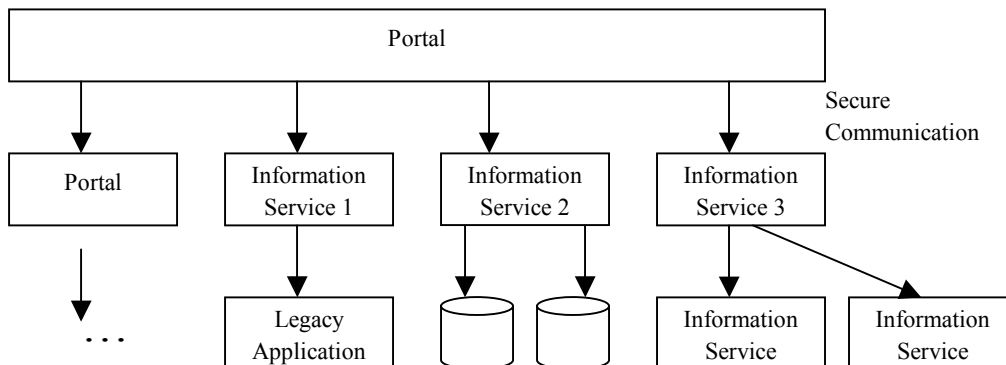 Portal
Secure
Communication
Portal
Information
Service 1
Information
Service 2
Information
Service 3
. . .
Legacy
Application
Information
Service
Information
Service